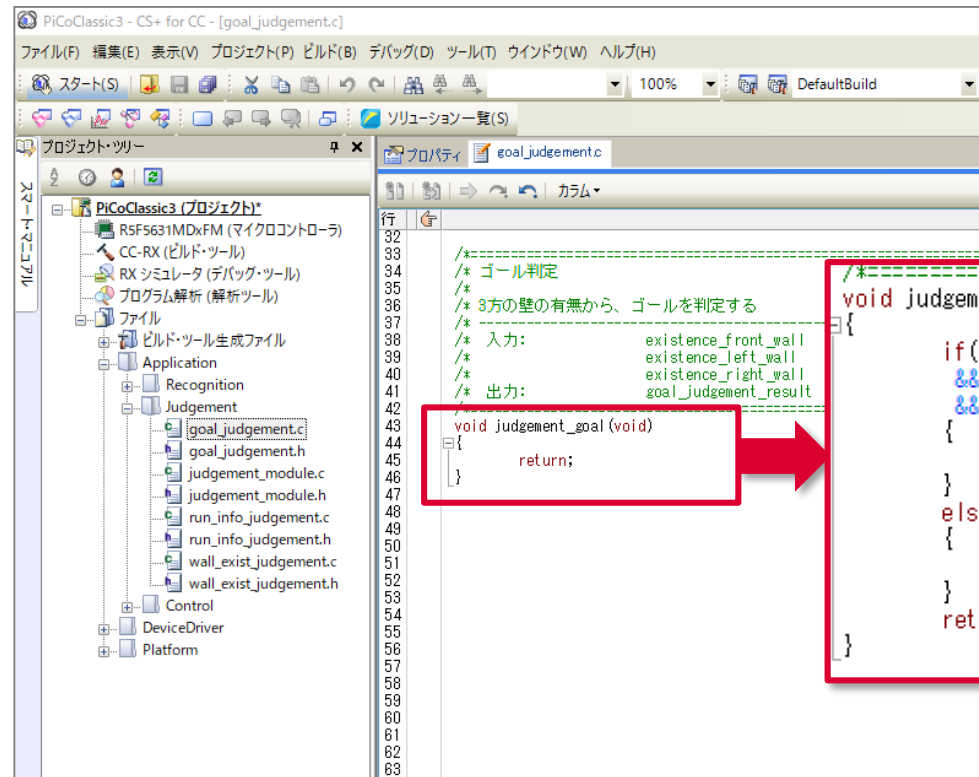 PiCoClassic3 - CS+ for CC - [goal_judgement.c]
ファイル(F) 編集(E) 表示(V) プロジェクト(P) ビルド(B) デバッグ(D) ツール(T) ウインドウ(W) ヘルプ(H)
スタート(S) 100% DefaultBuild
ソリューション一覧(S)
プロジェクト・ツリー
スマート・マニュアル
PiCoClassic3 (プロジェクト)*
R5F5631MDxFM (マイクロコントローラ)
CC-RX (ビルド・ツール)
RX シミュレータ (デバッグ・ツール)
プログラム解析 (解析ツール)
ファイル
ビルド・ツール生成ファイル
Application
Recognition
Judgement
goal_judgement.c
goal_judgement.h
judgement_module.c
judgement_module.h
run_info_judgement.c
run_info_judgement.h
wall_exist_judgement.c
wall_exist_judgement.h
Control
DeviceDriver
Platform
プロパティ goal_judgement.c
カラム
行
32
33 /*==================================================
34 /* ゴール判定
35 /*
36 /* 3方の壁の有無から、ゴールを判定する
37 /* --------------------------------------------------
38 /* 入力: existence_front_wall
39 /* existence_left_wall
40 /* existence_right_wall
41 /* 出力: goal_judgement_result
42 /*==================================================
43 void judgement_goal(void)
44 {
45 return;
46 }
47
48
49
50
51
52
53
54
55
56
57
58
59
60
61
62
63
/*==========
void judgem
{
if(
&&
&&
{
}
els
{
}
ret
}